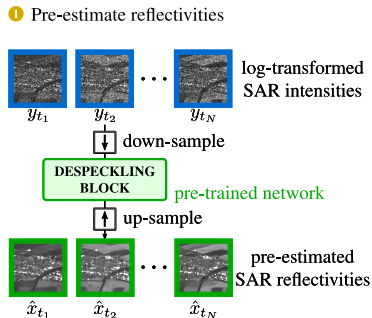 1 Pre-estimate reflectivities
log-transformed
SAR intensities
y_{t_1} y_{t_2} ··· y_{t_N}
down-sample
DESPECKLING
BLOCK
pre-trained network
up-sample
pre-estimated
SAR reflectivities
x̂_{t_1} x̂_{t_2} ··· x̂_{t_N}